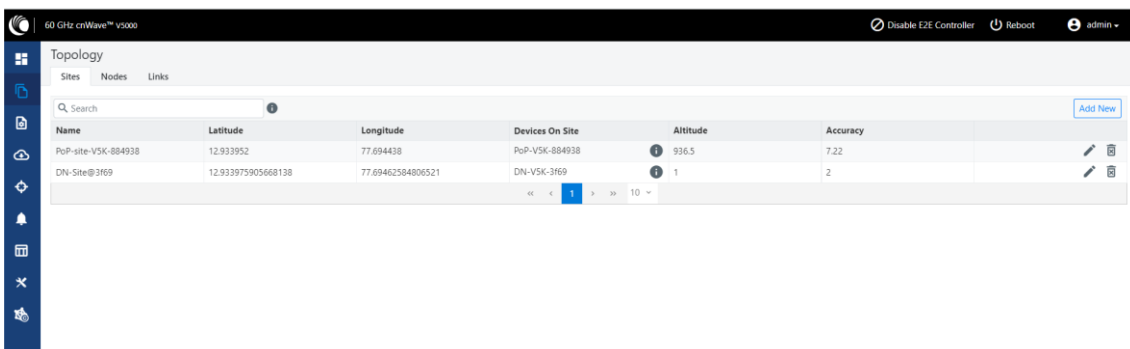 60 GHz cnWave™ V5000 Disable E2E Controller Reboot admin
Topology
Sites Nodes Links
Search Add New
Name Latitude Longitude Devices On Site Altitude Accuracy
PoP-site-V5K-884938 12.933952 77.694438 PoP-V5K-884938 936.5 7.22
DN-Site@3f69 12.933975905668138 77.69462584806521 DN-V5K-3f69 1 2
« ‹ 1 › » 10